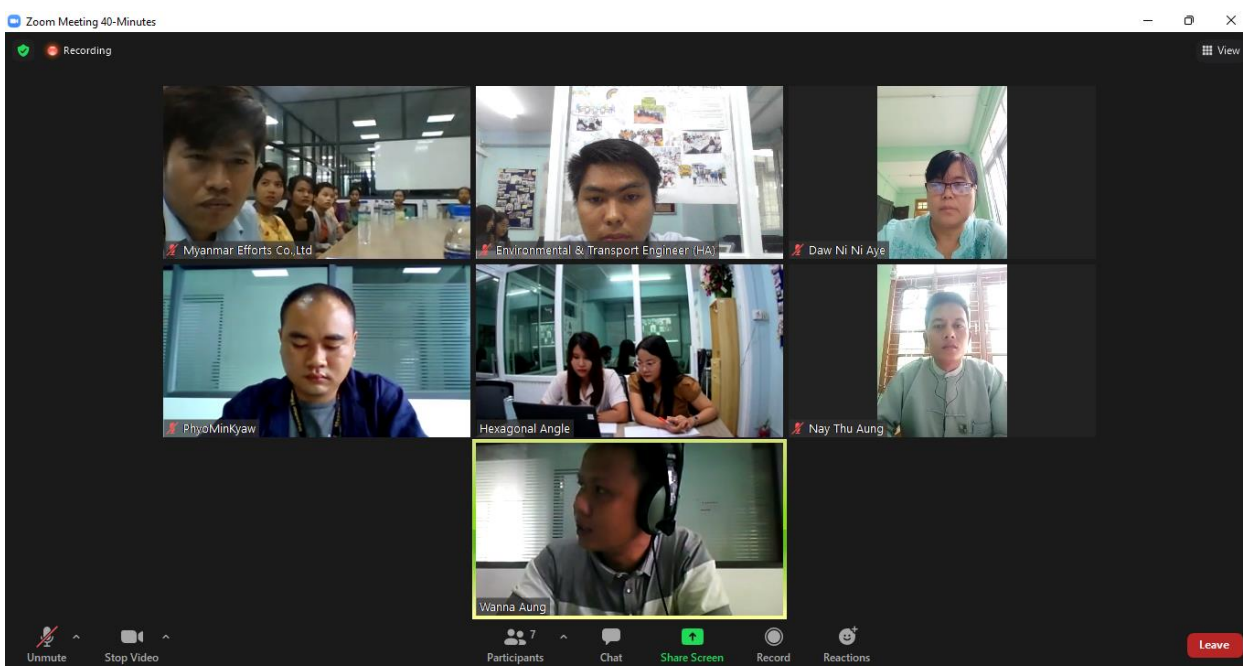 Zoom Meeting 40-Minutes
Recording
View
Myanmar Efforts Co.,Ltd
Environmental & Transport Engineer (HA)
Daw Ni Ni Aye
PhyoMinKyaw
Hexagonal Angle
Nay Thu Aung
Wanna Aung
Unmute
Stop Video
Participants
7
Chat
Share Screen
Record
Reactions
Leave